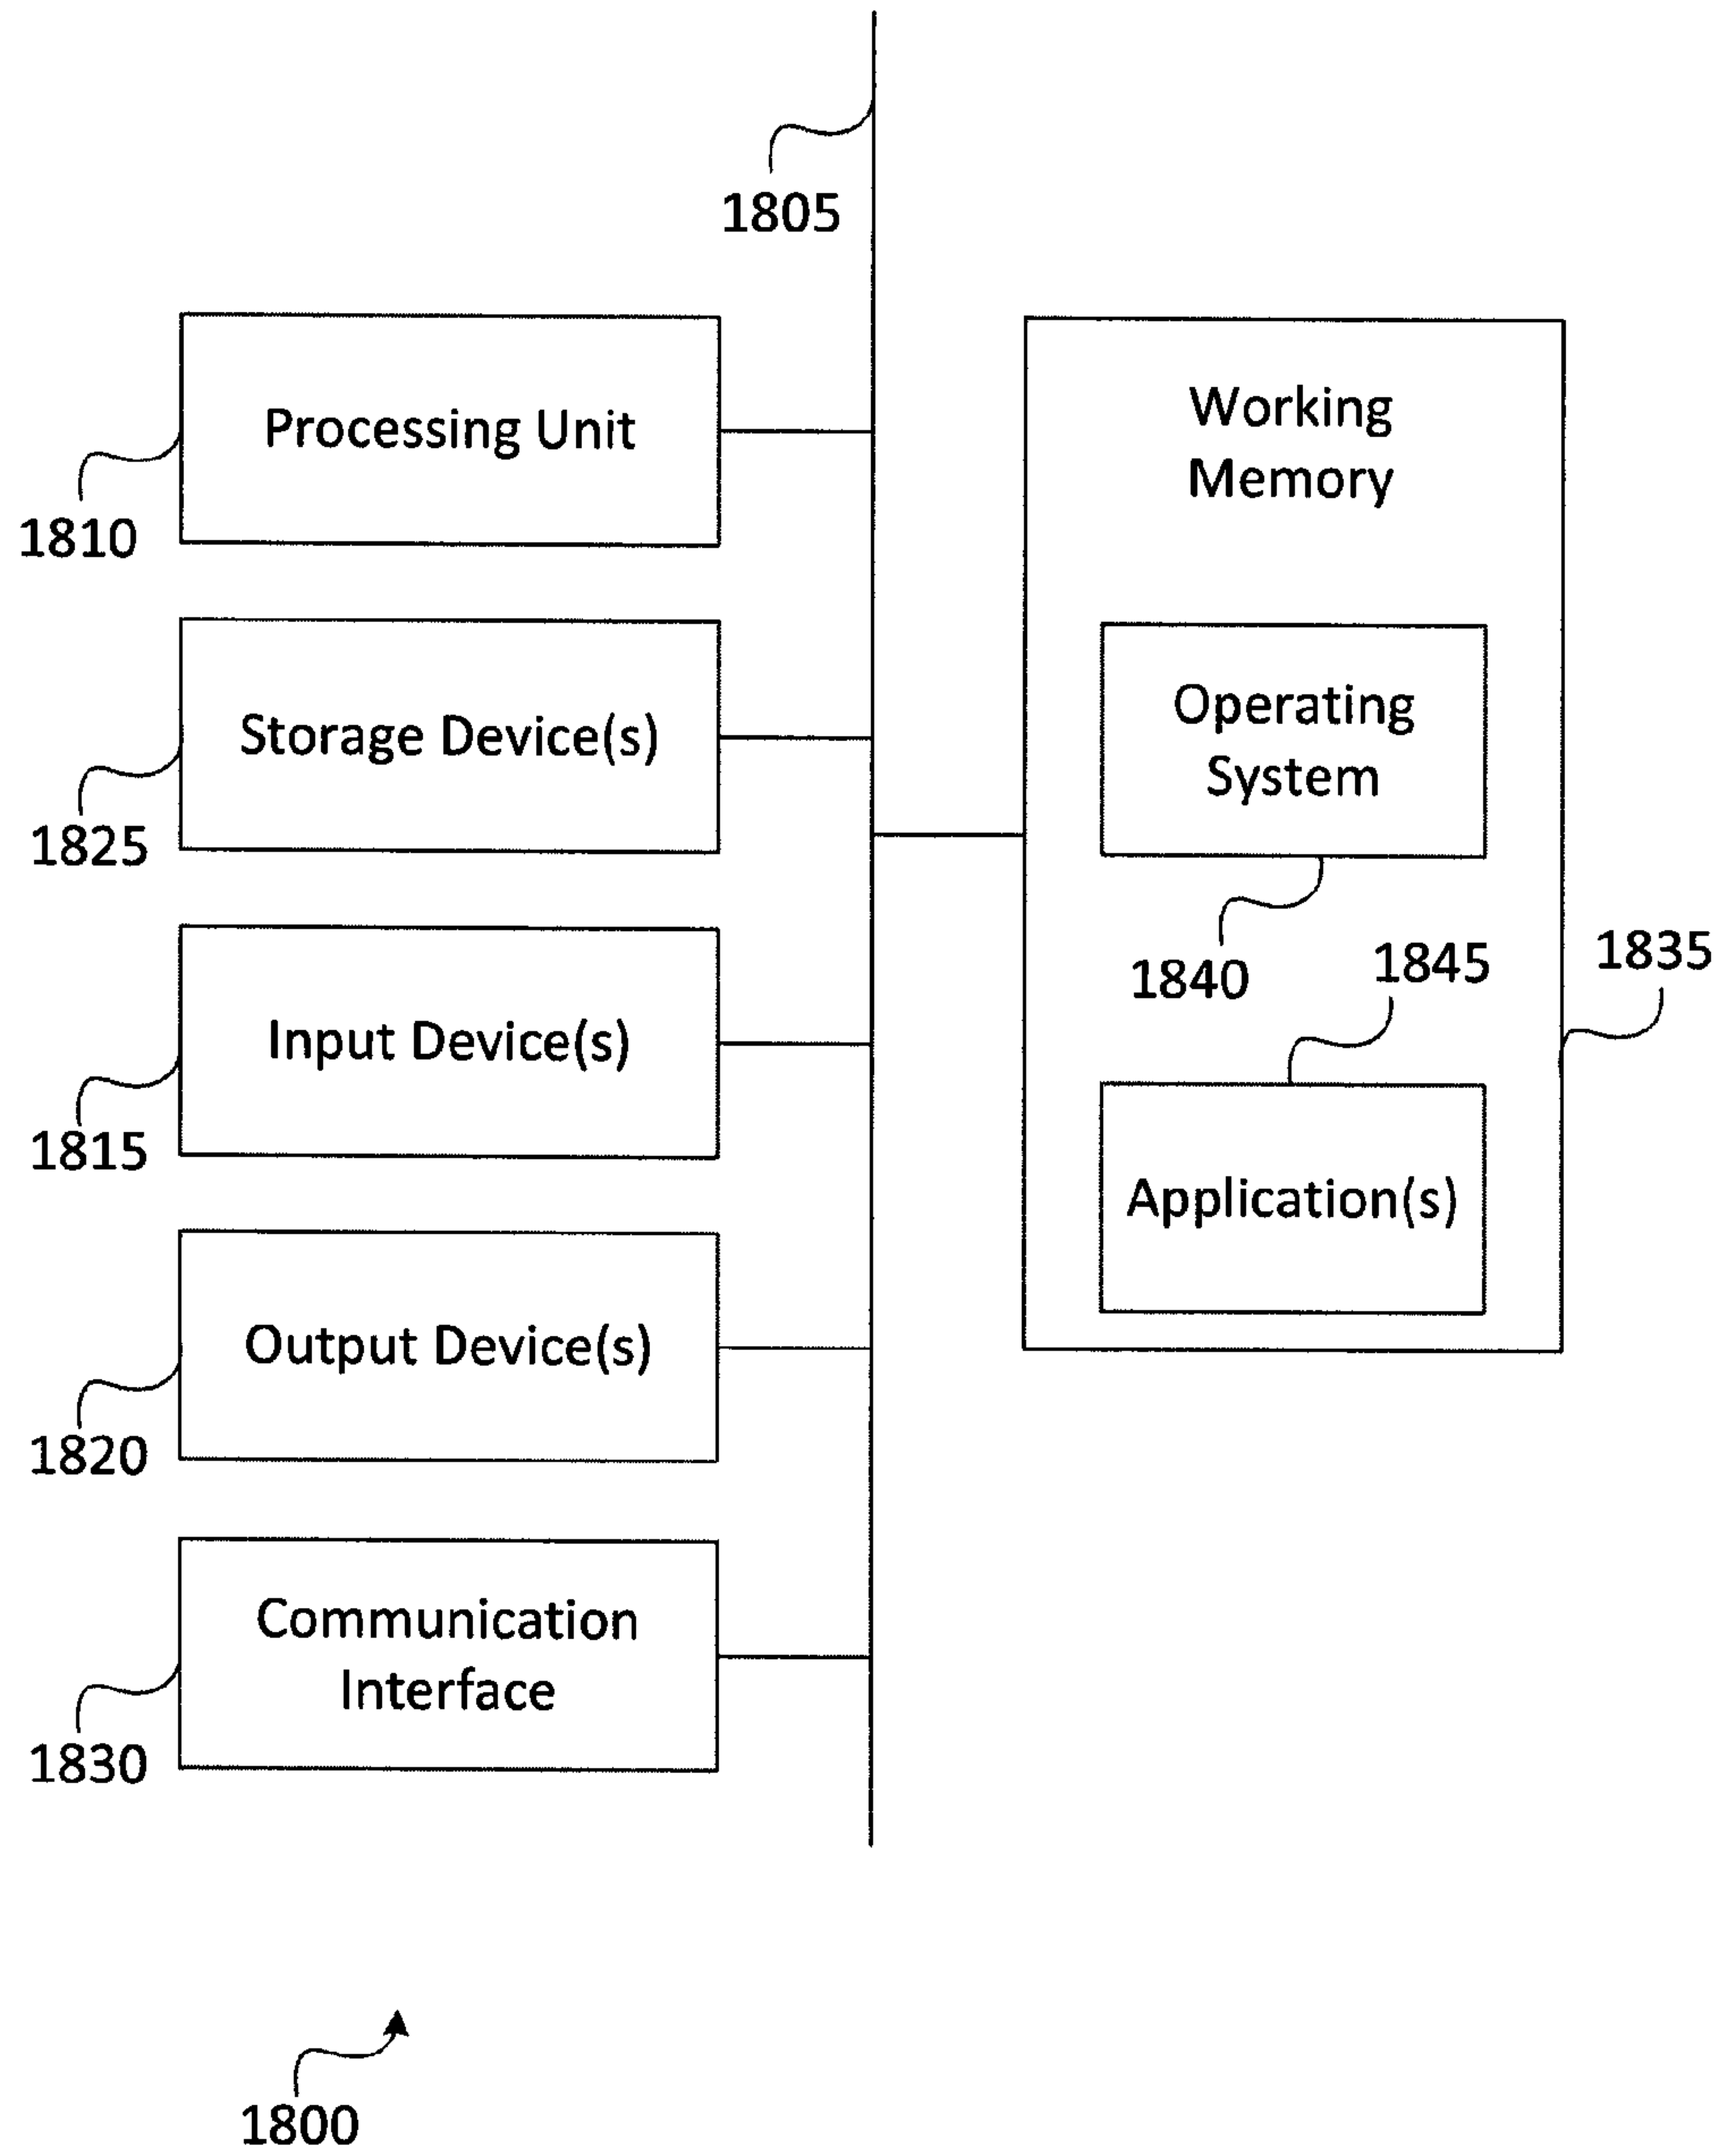 1805
Processing Unit
1810
Storage Device(s)
1825
Input Device(s)
1815
Output Device(s)
1820
Communication
Interface
1830
Working
Memory
Operating
System
1840
1845
1835
Application(s)
1800